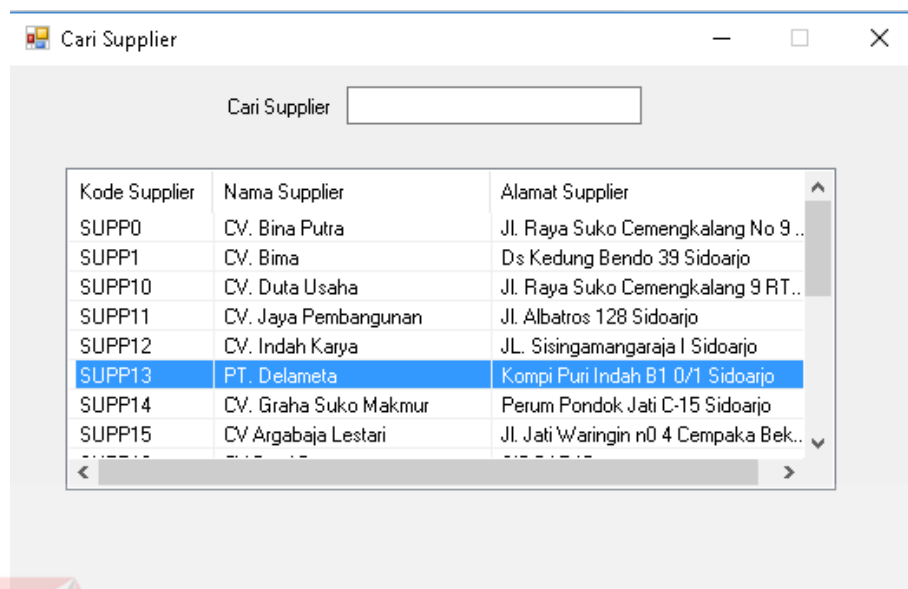 Cari Supplier
Cari Supplier
Kode Supplier Nama Supplier Alamat Supplier
SUPP0 CV. Bina Putra Jl. Raya Suko Cemengkalang No 9 ..
SUPP1 CV. Bima Ds Kedung Bendo 39 Sidoarjo
SUPP10 CV. Duta Usaha Jl. Raya Suko Cemengkalang 9 RT..
SUPP11 CV. Jaya Pembangunan Jl. Albatros 128 Sidoarjo
SUPP12 CV. Indah Karya JL. Sisingamangaraja I Sidoarjo
SUPP13 PT. Delameta Kompi Puri Indah B1 0/1 Sidoarjo
SUPP14 CV. Graha Suko Makmur Perum Pondok Jati C-15 Sidoarjo
SUPP15 CV Argabaja Lestari Jl. Jati Waringin n0 4 Cempaka Bek..